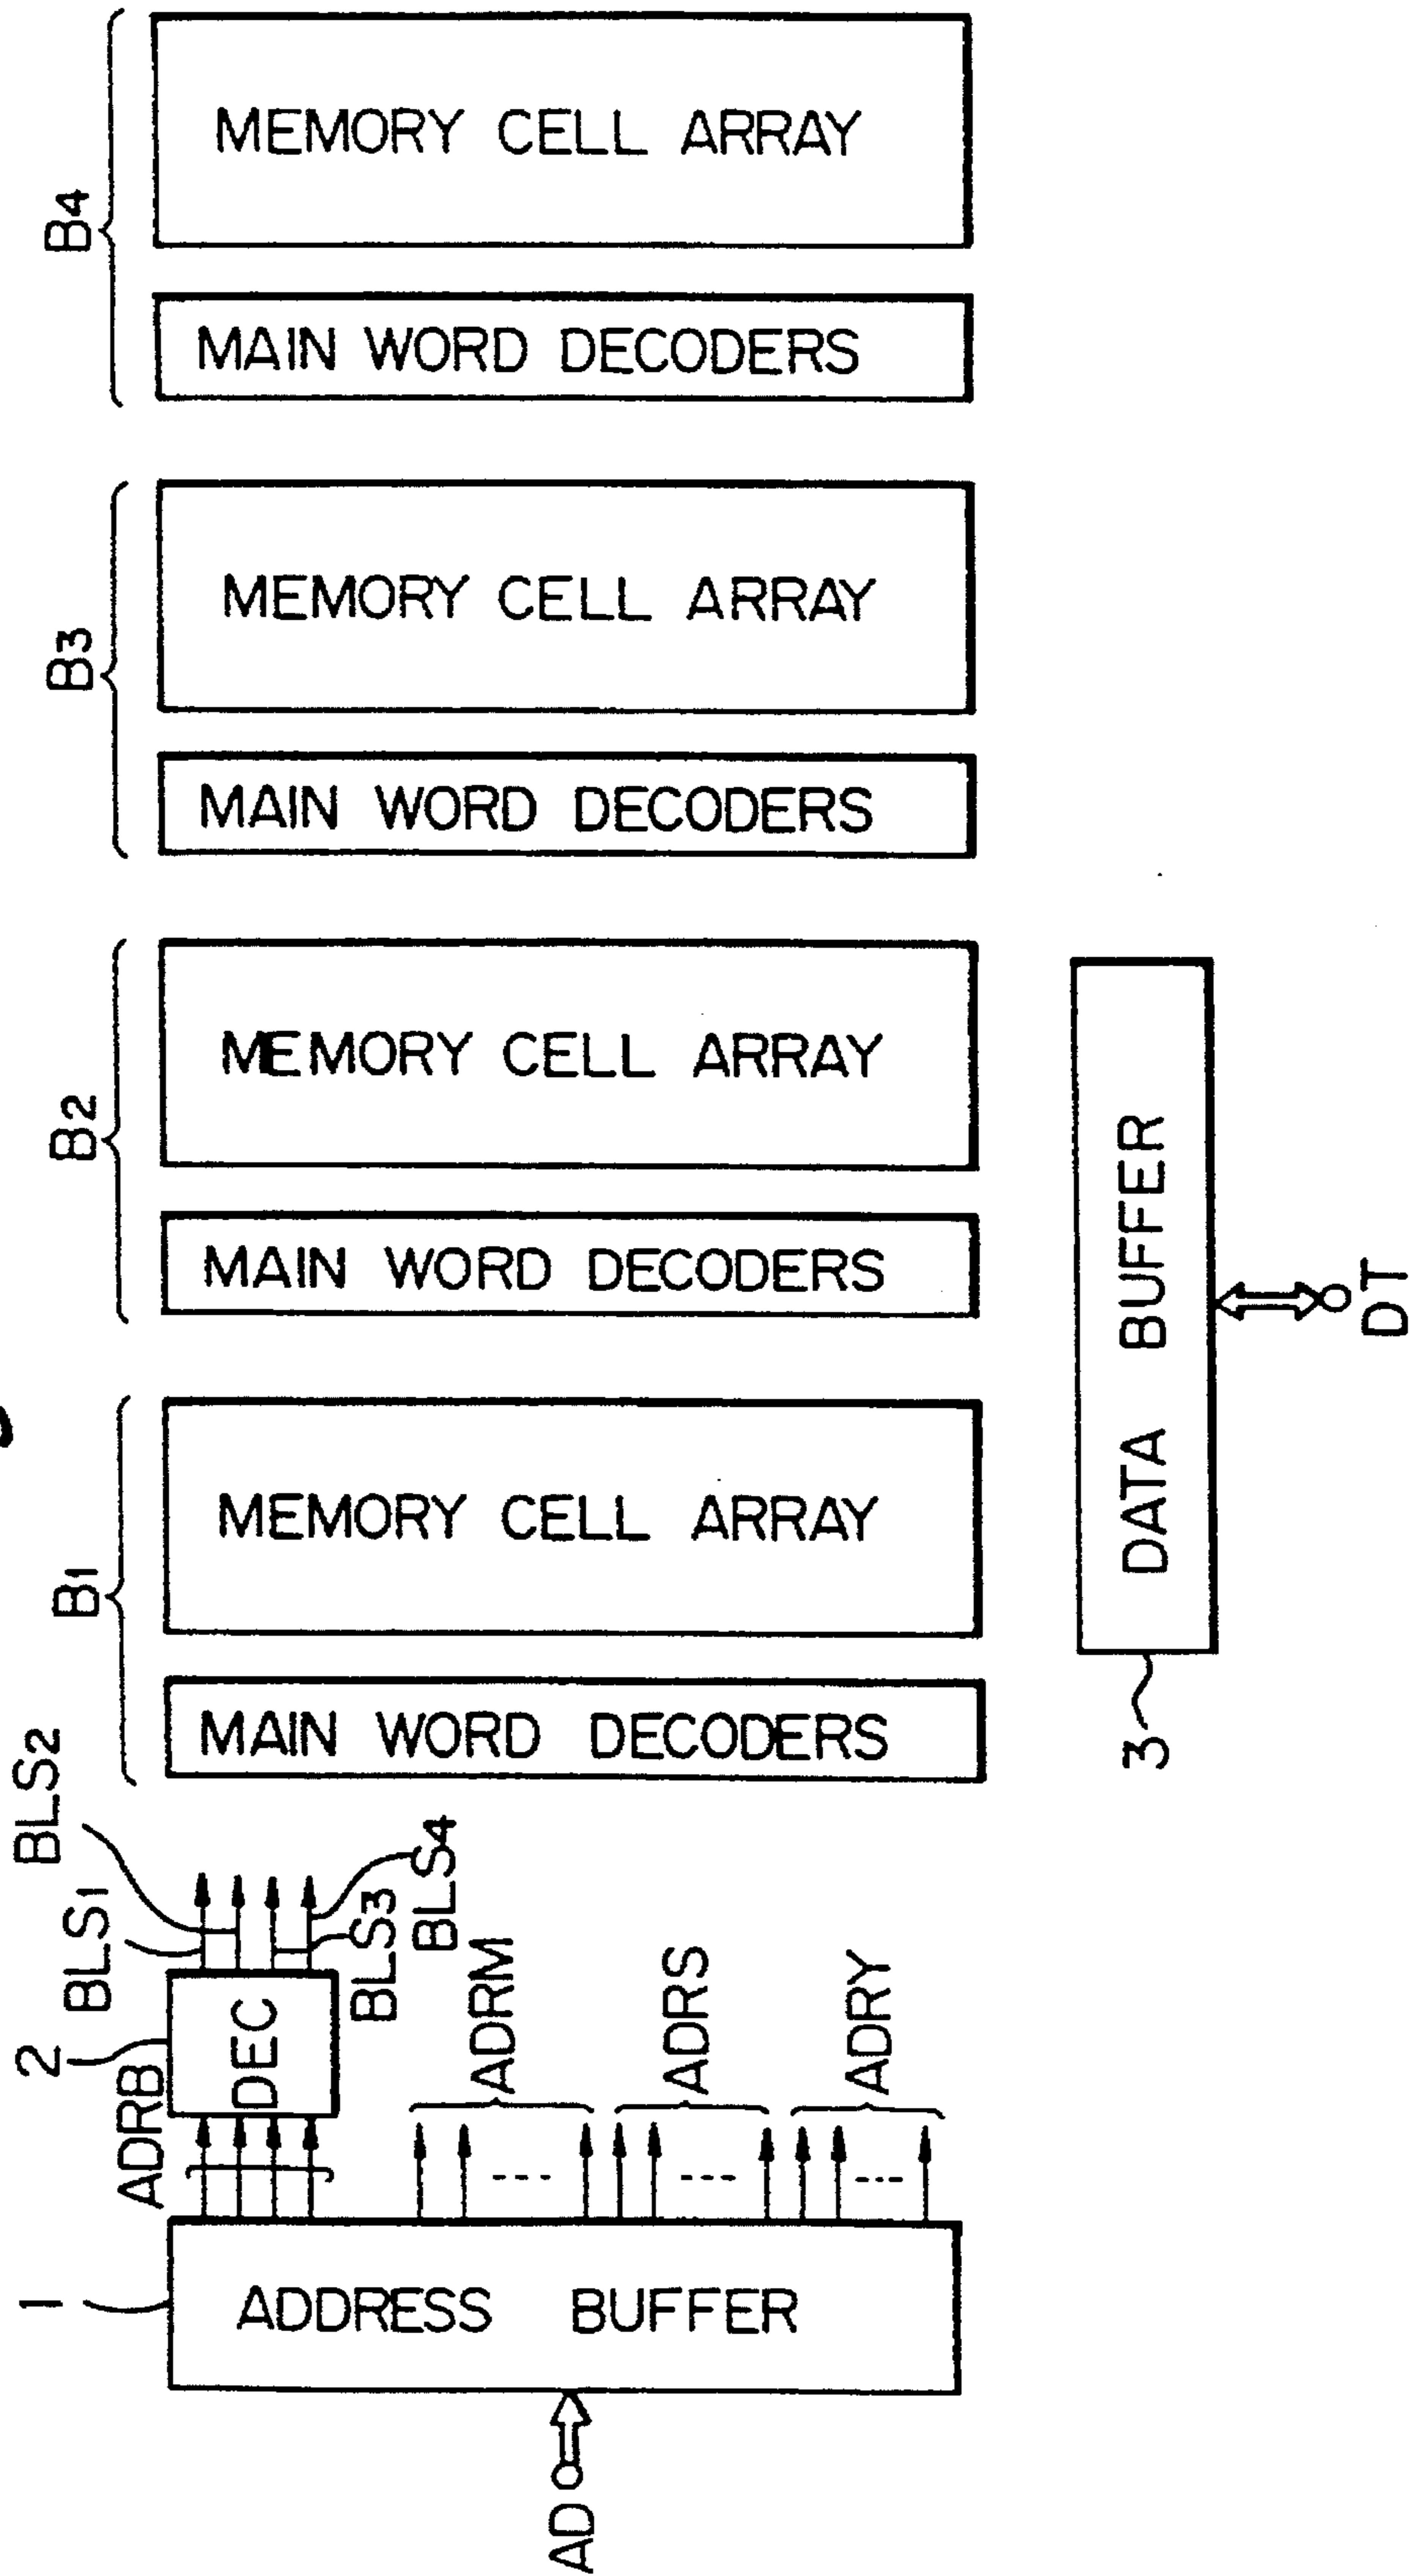 B1
B2
B3
B4
MAIN WORD DECODERS
MEMORY CELL ARRAY
MAIN WORD DECODERS
MEMORY CELL ARRAY
MAIN WORD DECODERS
MEMORY CELL ARRAY
MAIN WORD DECODERS
MEMORY CELL ARRAY
1
2
ADRB
DEC
BLS1
BLS2
BLS3
BLS4
AD
ADDRESS BUFFER
ADRM
ADRS
ADRY
3
DATA BUFFER
DT